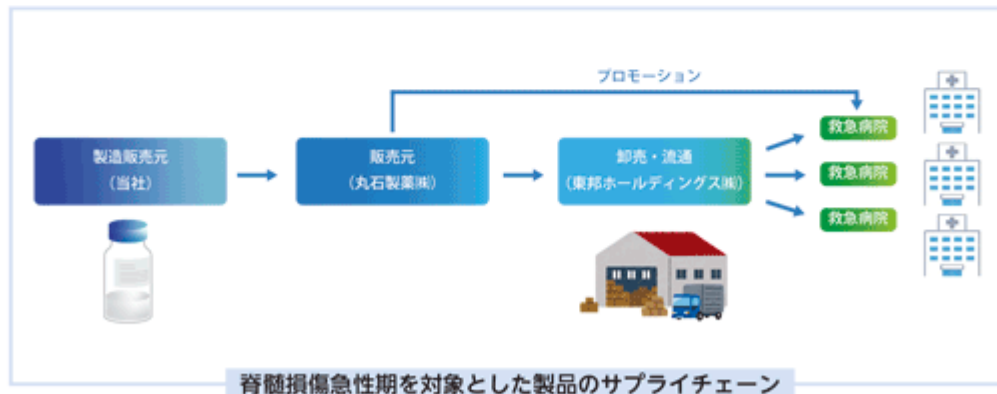 プロモーション
製造販売元
（当社）
販売元
（丸石製薬㈱）
卸売・流通
（東邦ホールディングス㈱）
救急病院
救急病院
救急病院
脊髄損傷急性期を対象とした製品のサプライチェーン